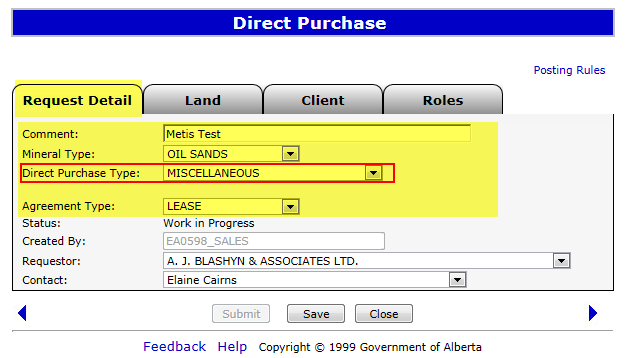 Direct Purchase
Posting Rules
Request Detail Land Client Roles
Comment: Metis Test
Mineral Type: OIL SANDS
Direct Purchase Type: MISCELLANEOUS
Agreement Type: LEASE
Status: Work in Progress
Created By: EA0598_SALES
Requestor: A. J. BLASHYN & ASSOCIATES LTD.
Contact: Elaine Cairns
Submit Save Close
Feedback Help Copyright © 1999 Government of Alberta